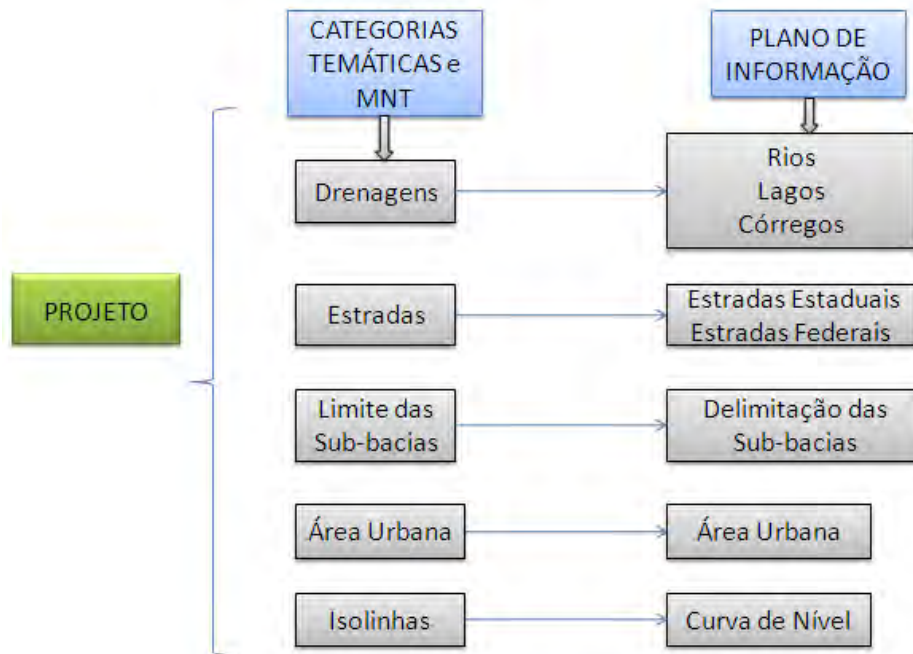 CATEGORIAS
TEMÁTICAS e
MNT
PLANO DE
INFORMAÇÃO
PROJETO
Drenagens
Rios
Lagos
Córregos
Estradas
Estradas Estaduais
Estradas Federais
Limite das
Sub-bacias
Delimitação das
Sub-bacias
Área Urbana
Área Urbana
Isolinhas
Curva de Nível